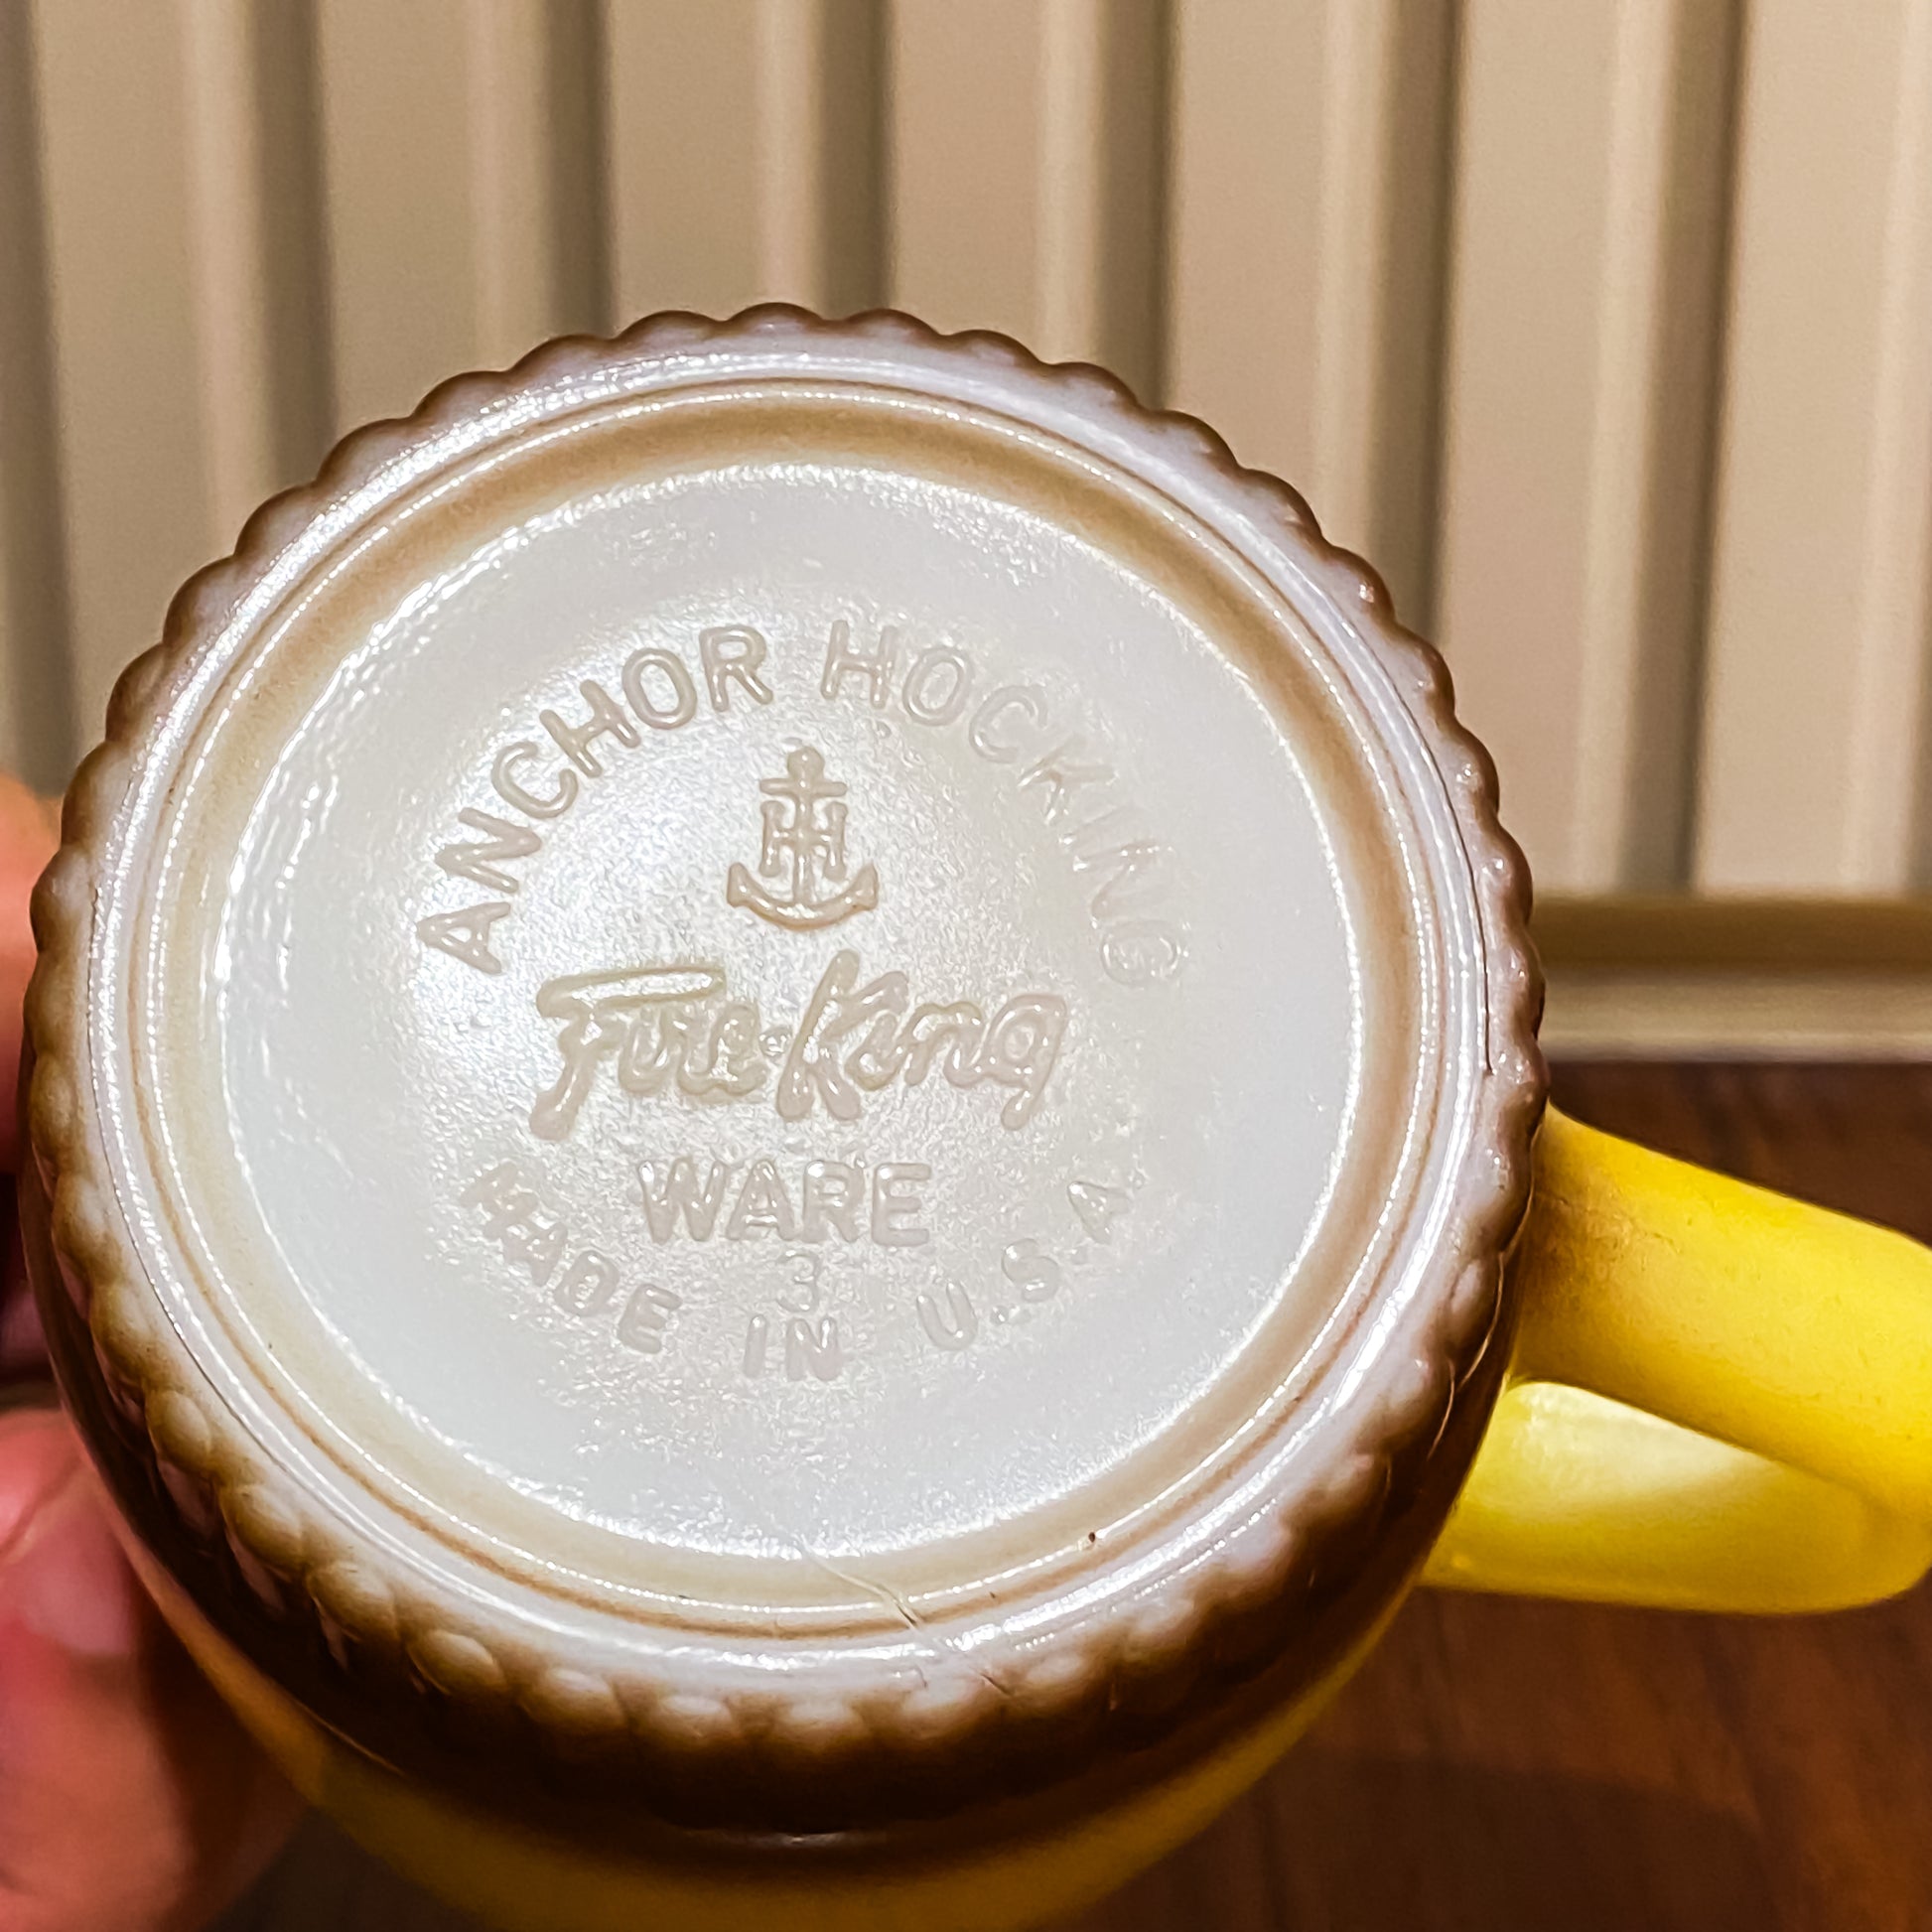 ANCHOR HOCKING
H
Fire-King
WARE
3
MADE IN U.S.A.